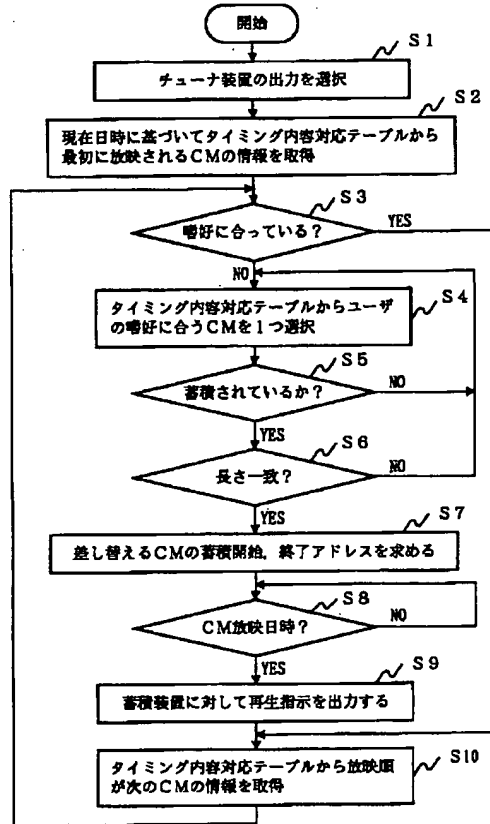 開始
S1
チューナ装置の出力を選択
S2
現在日時に基づいてタイミング内容対応テーブルから
最初に放映されるCMの情報を取得
S3
嗜好に合っている?
YES
NO
S4
タイミング内容対応テーブルからユーザ
の嗜好に合うCMを1つ選択
S5
蓄積されているか?
NO
YES
S6
長さ一致?
NO
YES
S7
差し替えるCMの蓄積開始,終了アドレスを求める
S8
CM放映日時?
NO
YES
S9
蓄積装置に対して再生指示を出力する
S10
タイミング内容対応テーブルから放映順
が次のCMの情報を取得